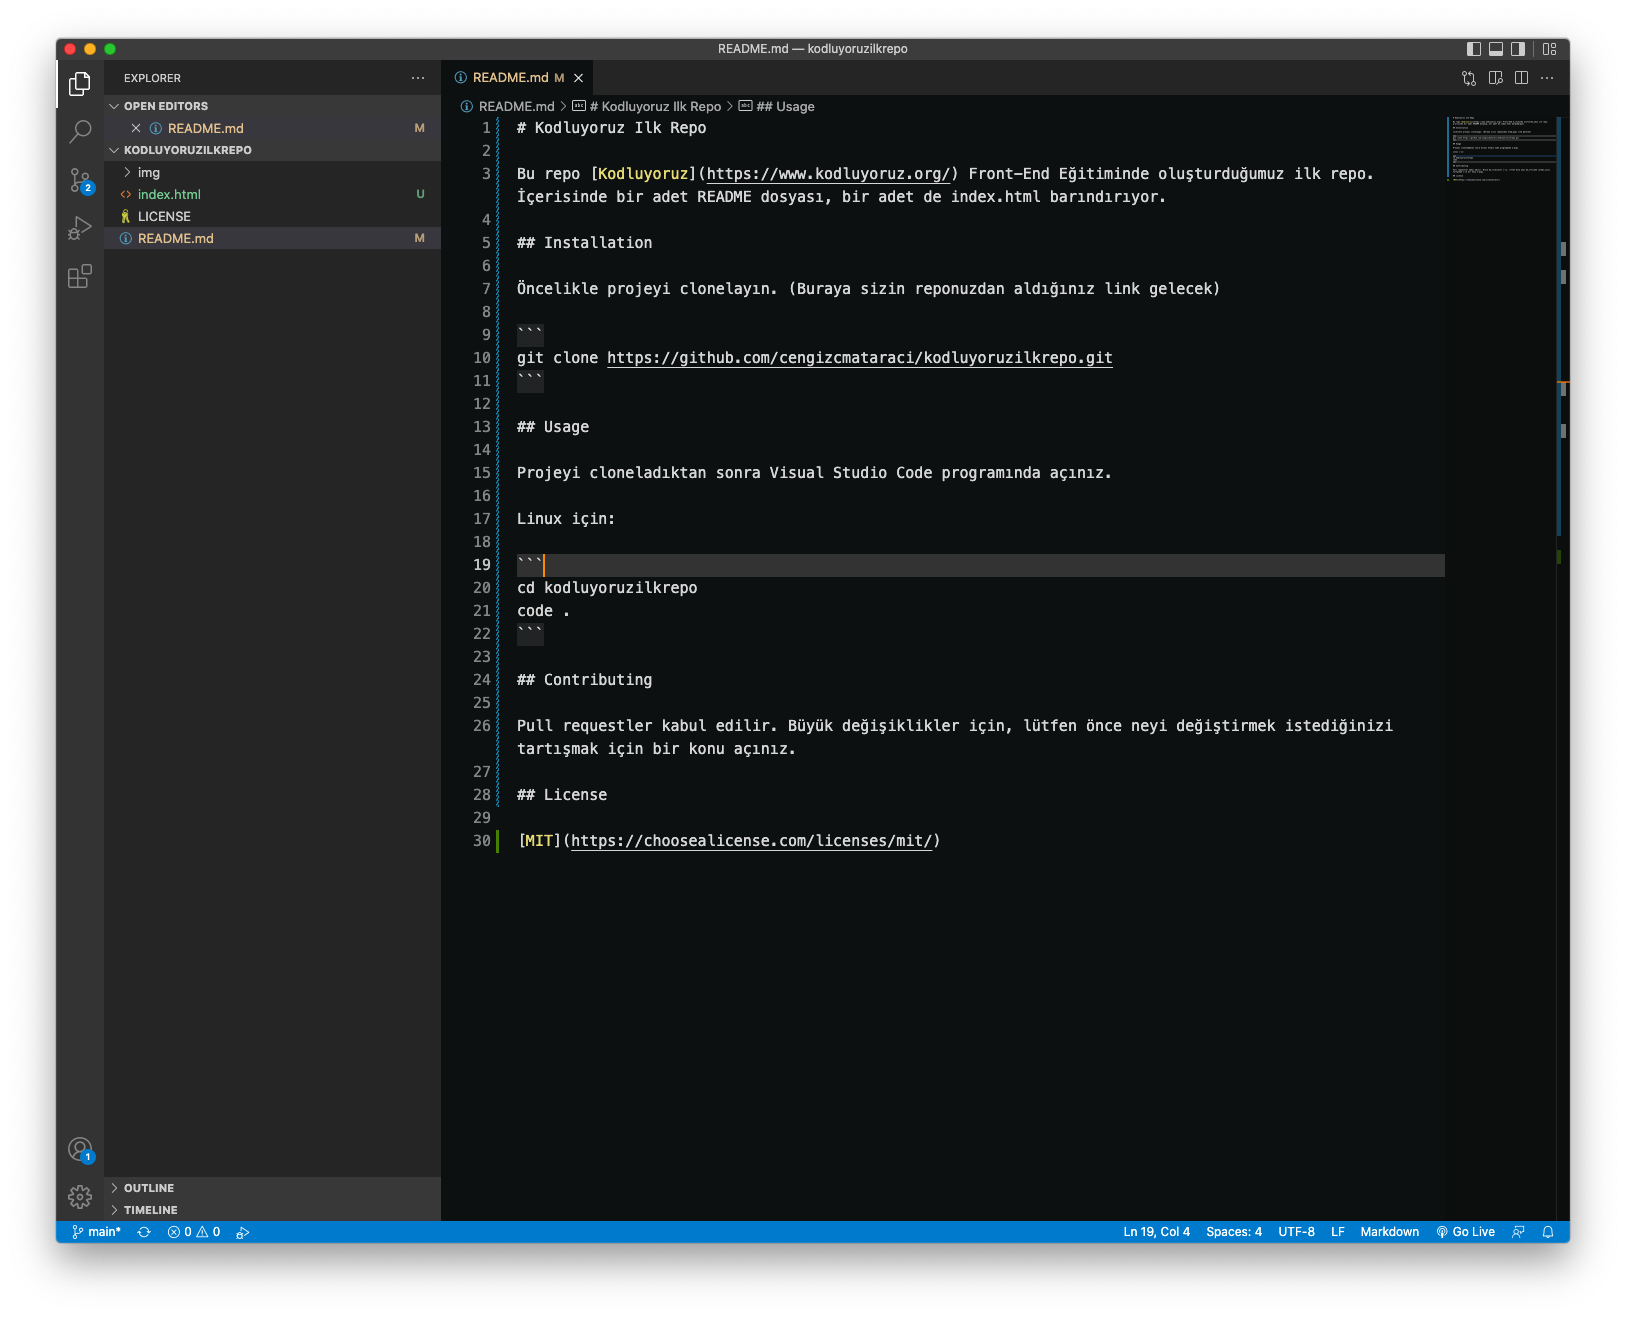 README.md — kodluyoruzilkrepo
EXPLORER
OPEN EDITORS
README.md M
KODLUYORUZILKREPO
img
index.html U
LICENSE
README.md M
OUTLINE
TIMELINE
2
1
README.md M
README.md > # Kodluyoruz Ilk Repo > ## Usage
1 # Kodluyoruz Ilk Repo
2
3 Bu repo [Kodluyoruz](https://www.kodluyoruz.org/) Front-End Eğitiminde oluşturduğumuz ilk repo.
İçerisinde bir adet README dosyası, bir adet de index.html barındırıyor.
4
5 ## Installation
6
7 Öncelikle projeyi clonelayın. (Buraya sizin reponuzdan aldığınız link gelecek)
8
9 ```
10 git clone https://github.com/cengizcmataraci/kodluyoruzilkrepo.git
11 ```
12
13 ## Usage
14
15 Projeyi cloneladıktan sonra Visual Studio Code programında açınız.
16
17 Linux için:
18
19 ```
20 cd kodluyoruzilkrepo
21 code .
22 ```
23
24 ## Contributing
25
26 Pull requestler kabul edilir. Büyük değişiklikler için, lütfen önce neyi değiştirmek istediğinizi
tartışmak için bir konu açınız.
27
28 ## License
29
30 [MIT](https://choosealicense.com/licenses/mit/)
main* 0 0 Ln 19, Col 4 Spaces: 4 UTF-8 LF Markdown Go Live